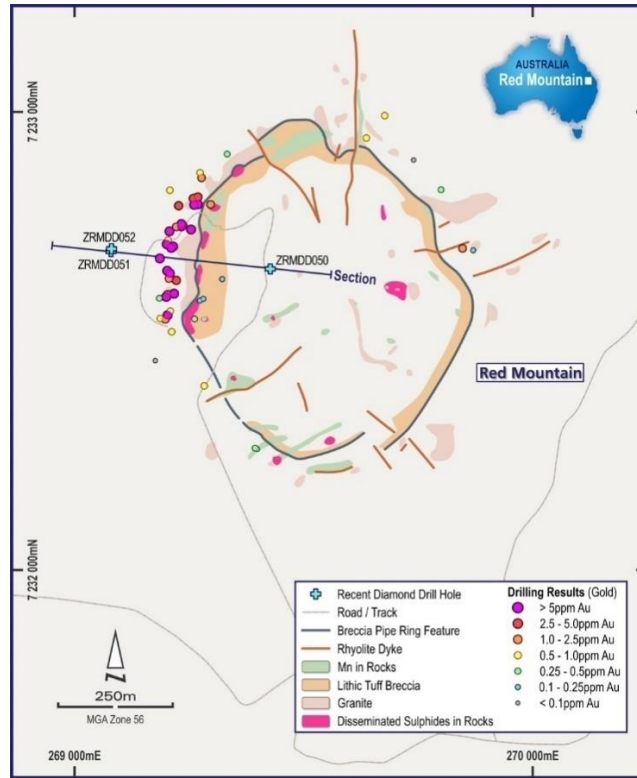 AUSTRALIA
Red Mountain
7 233 000mN
ZRMDD052
ZRMDD051
ZRMDD050
Section
Red Mountain
7 232 000mN
N
250m
MGA Zone 56
Recent Diamond Drill Hole
Road / Track
Breccia Pipe Ring Feature
Rhyolite Dyke
Mn in Rocks
Lithic Tuff Breccia
Granite
Disseminated Sulphides in Rocks
Drilling Results (Gold)
> 5ppm Au
2.5 - 5.0ppm Au
1.0 - 2.5ppm Au
0.5 - 1.0ppm Au
0.25 - 0.5ppm Au
0.1 - 0.25ppm Au
< 0.1ppm Au
269 000mE
270 000mE